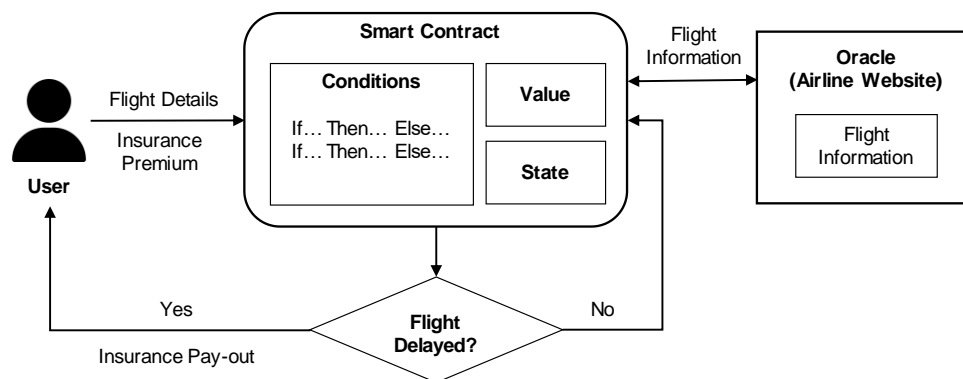 Smart Contract
Flight
Information
Oracle
(Airline Website)
Conditions
Value
Flight Details
If… Then… Else…
If… Then… Else…
Insurance
Premium
Flight
Information
State
User
Yes
No
Flight
Delayed?
Insurance Pay-out